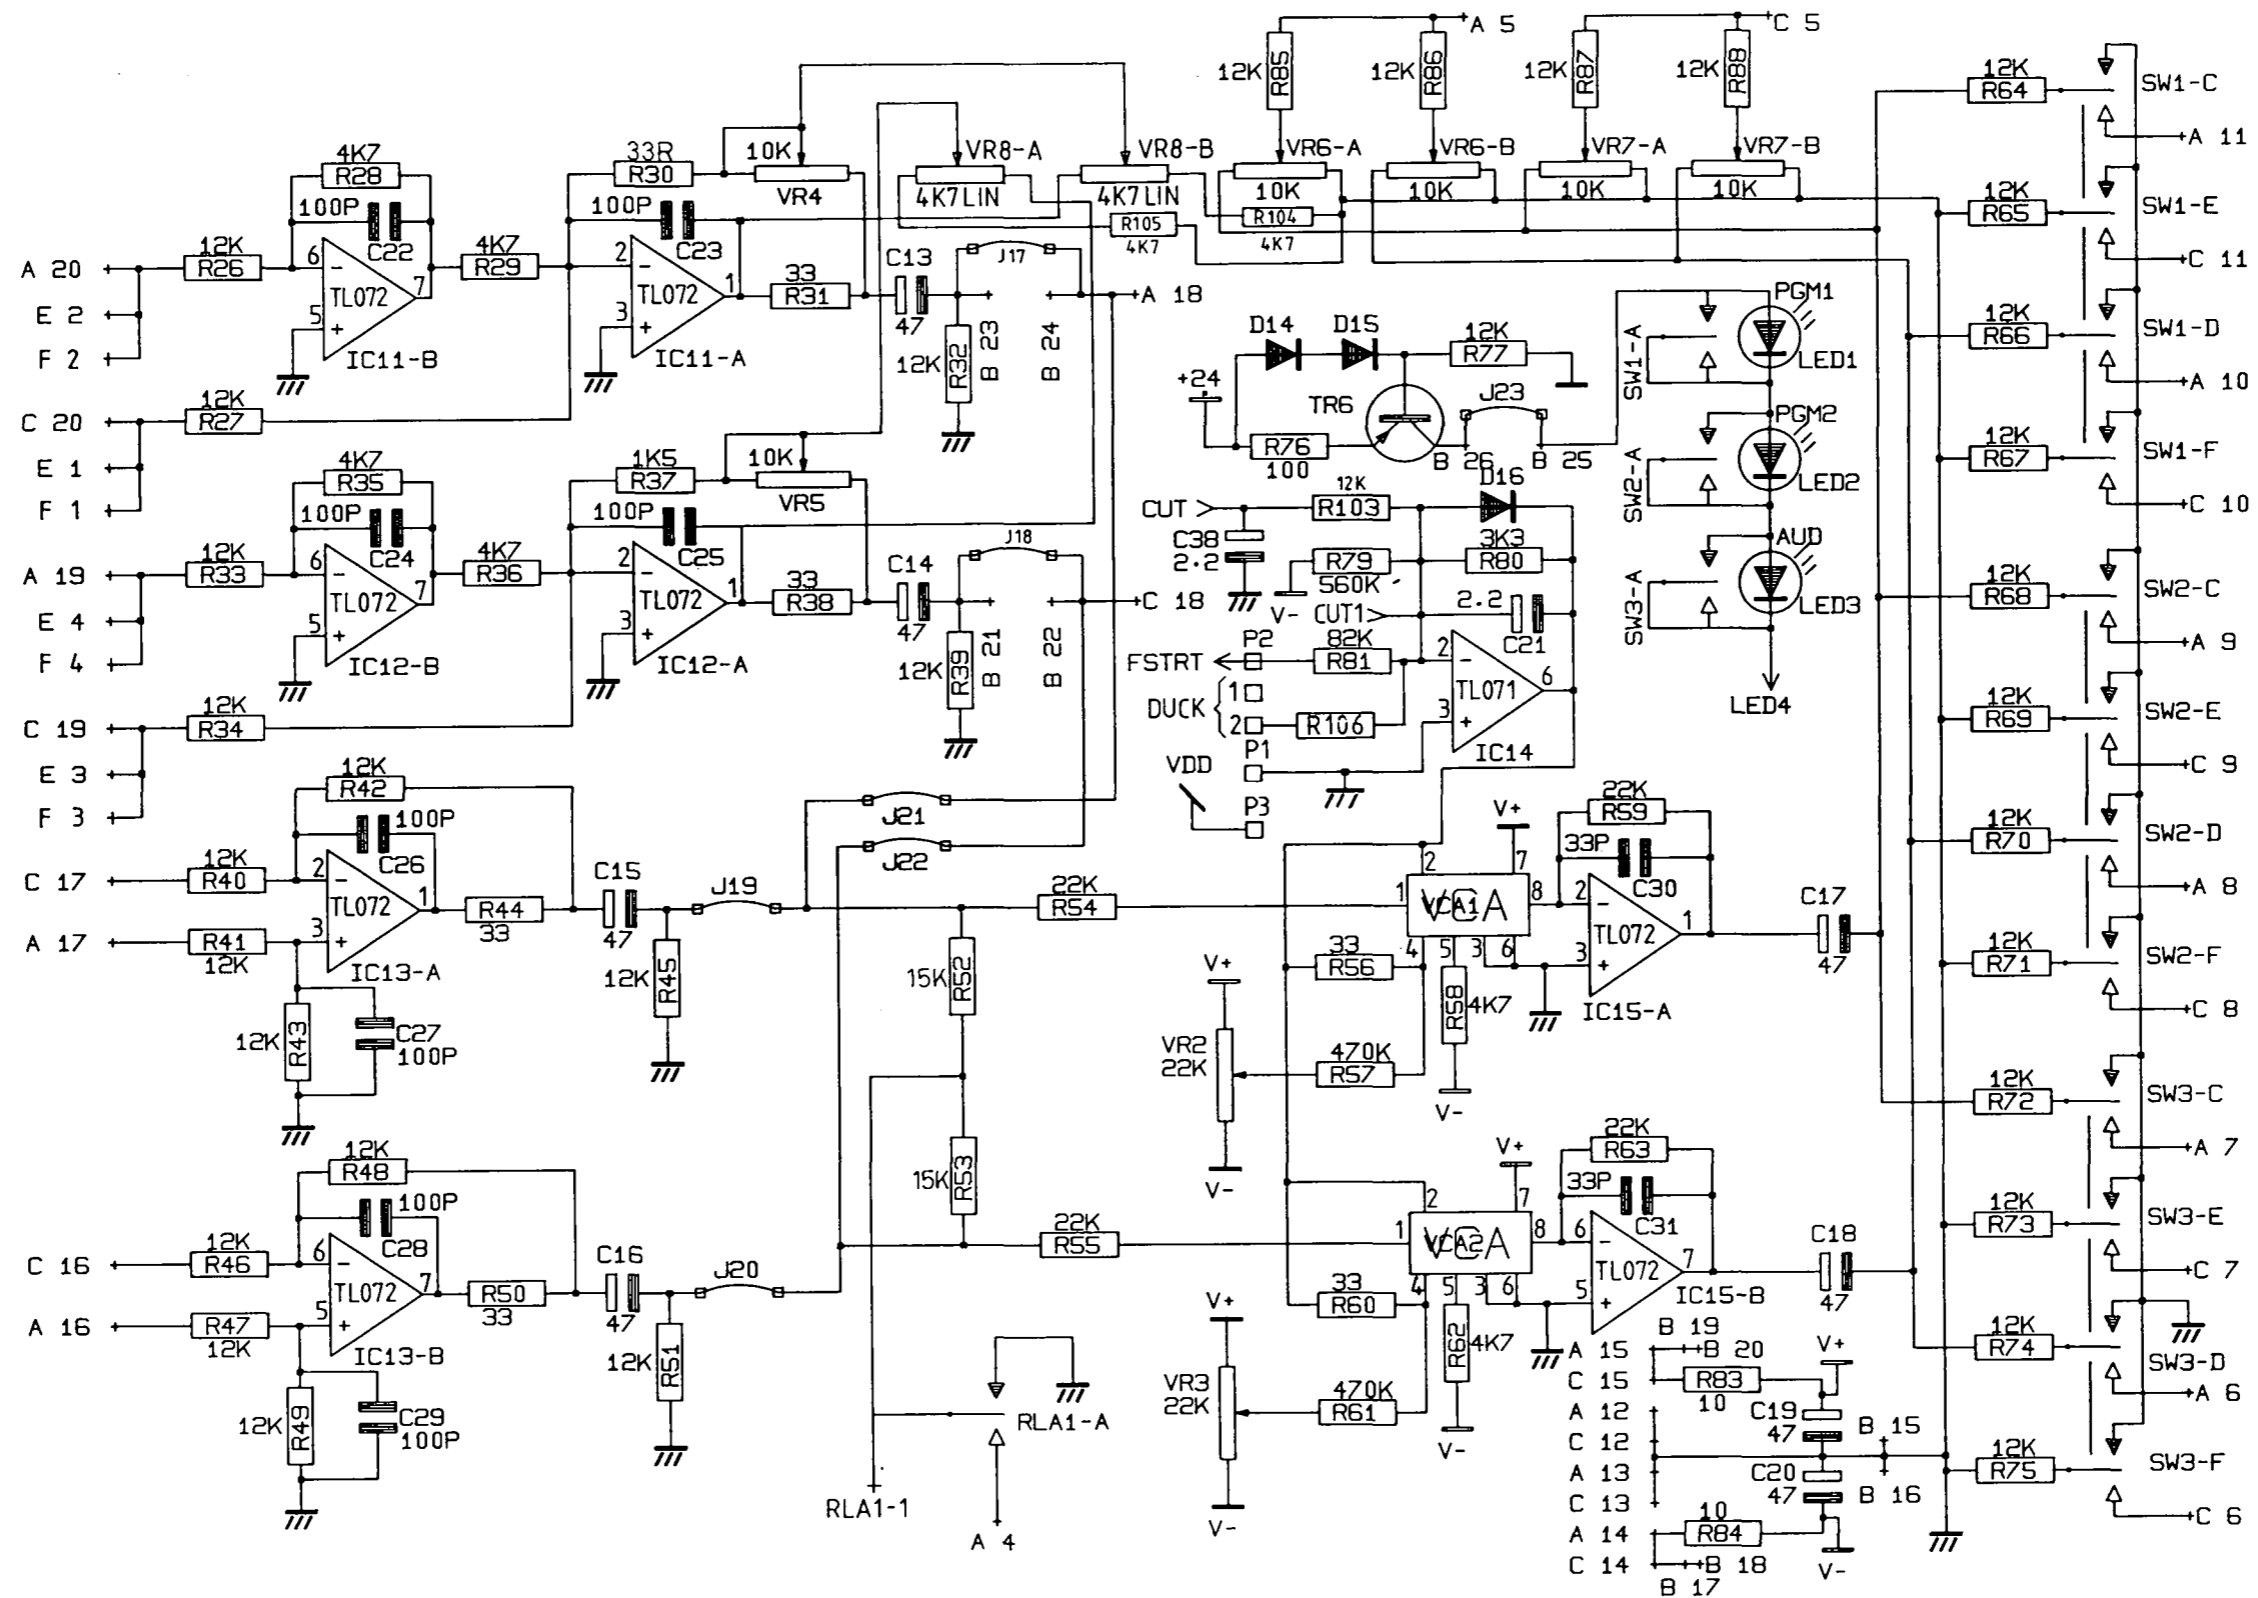 A 5
C 5
12K
R85
12K
R86
12K
R87
12K
R88
12K
R64
SW1-C
A 11
4K7
R28
100P
C22
12K
R26
A 20
E 2
F 2
6
5
7
TL072
IC11-B
4K7
R29
33R
R30
10K
VR4
100P
C23
2
3
1
TL072
IC11-A
33
R31
C13
47
VR8-A
4K7LIN
VR8-B
4K7LIN
R105
4K7
R104
4K7
VR6-A
10K
VR6-B
10K
VR7-A
10K
VR7-B
10K
12K
R65
SW1-E
C 11
J17
A 18
12K
R32
B 23
B 24
12K
R66
SW1-D
A 10
12K
R67
SW1-F
C 10
D14
D15
12K
R77
+24
TR6
R76
100
J23
B 26
B 25
SW1-A
PGM1
LED1
SW2-A
PGM2
LED2
SW3-A
AUD
LED3
LED4
C 20
E 1
F 1
12K
R27
4K7
R35
100P
C24
A 19
E 4
F 4
12K
R33
6
5
7
TL072
IC12-B
4K7
R36
1K5
R37
10K
VR5
100P
C25
2
3
1
TL072
IC12-A
33
R38
C14
47
J18
C 18
12K
R39
B 21
B 22
CUT
12K
R103
D16
C38
2.2
R79
560K
V-
3K3
R80
CUT1
2.2
C21
P2
FSTRT
82K
R81
1
DUCK
2
R106
P1
VDD
P3
2
3
6
TL071
IC14
12K
R68
SW2-C
A 9
12K
R69
SW2-E
C 9
12K
R70
SW2-D
A 8
12K
R71
SW2-F
C 8
C 19
E 3
F 3
12K
R34
12K
R42
100P
C26
C 17
12K
R40
A 17
R41
12K
2
3
1
TL072
IC13-A
R44
33
C15
47
J19
J21
J22
12K
R45
12K
R43
C27
100P
15K
R52
22K
R54
V+
2
7
1
8
VCA
VCA1
4
5
3
6
33
R56
R58
4K7
V-
V+
VR2
22K
V-
470K
R57
22K
R59
33P
C30
2
3
1
TL072
IC15-A
C17
47
12K
R72
SW3-C
A 7
12K
R73
SW3-E
C 7
12K
R74
SW3-D
A 6
12K
R75
SW3-F
C 6
12K
R48
100P
C28
C 16
12K
R46
A 16
R47
12K
6
5
7
TL072
IC13-B
R50
33
C16
47
J20
12K
R51
12K
R49
C29
100P
15K
R53
22K
R55
V+
2
7
1
8
VCA
VCA2
4
5
3
6
33
R60
R62
4K7
V-
V+
VR3
22K
V-
470K
R61
22K
R63
33P
C31
6
5
7
TL072
IC15-B
C18
47
RLA1-A
RLA1-1
A 4
B 19
A 15
B 20
C 15
R83
10
V+
A 12
C19
47
B 15
C 12
A 13
C20
47
B 16
C 13
A 14
10
R84
C 14
B 18
B 17
V-